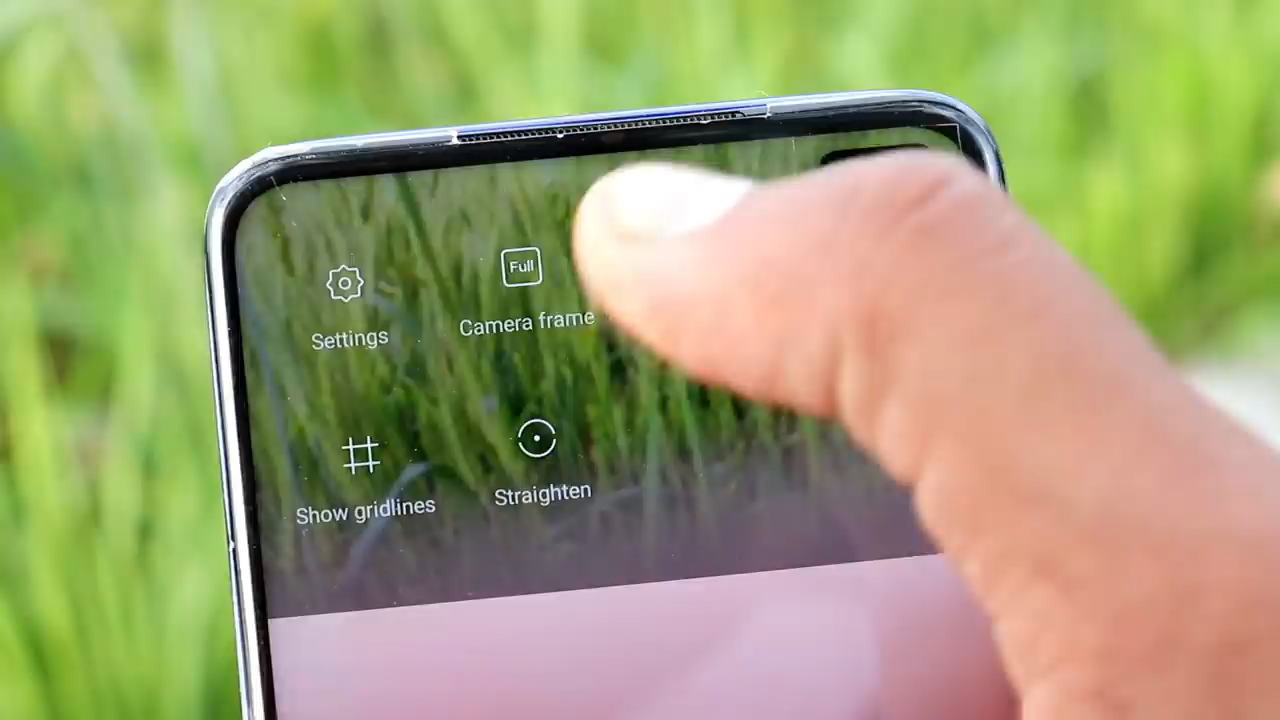 Full
Settings
Camera frame
Show gridlines
Straighten